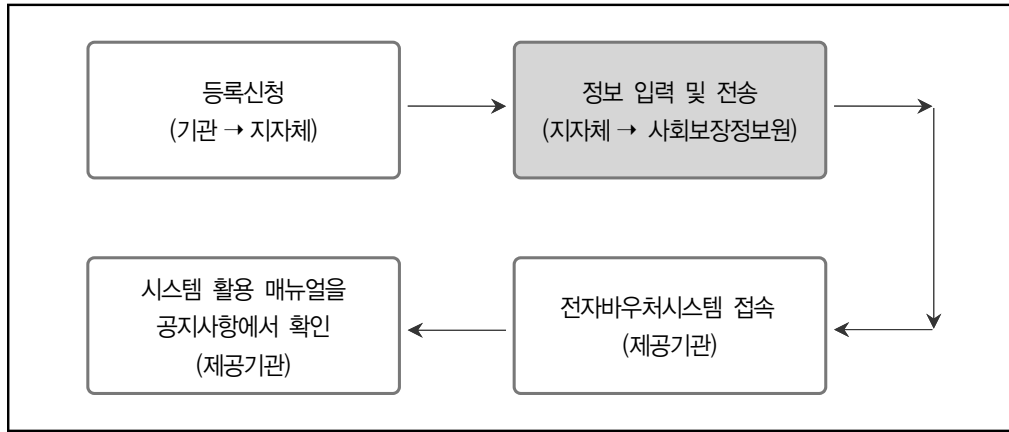 등록신청
(기관 → 지자체)
정보 입력 및 전송
(지자체 → 사회보장정보원)
시스템 활용 매뉴얼을
공지사항에서 확인
(제공기관)
전자바우처시스템 접속
(제공기관)